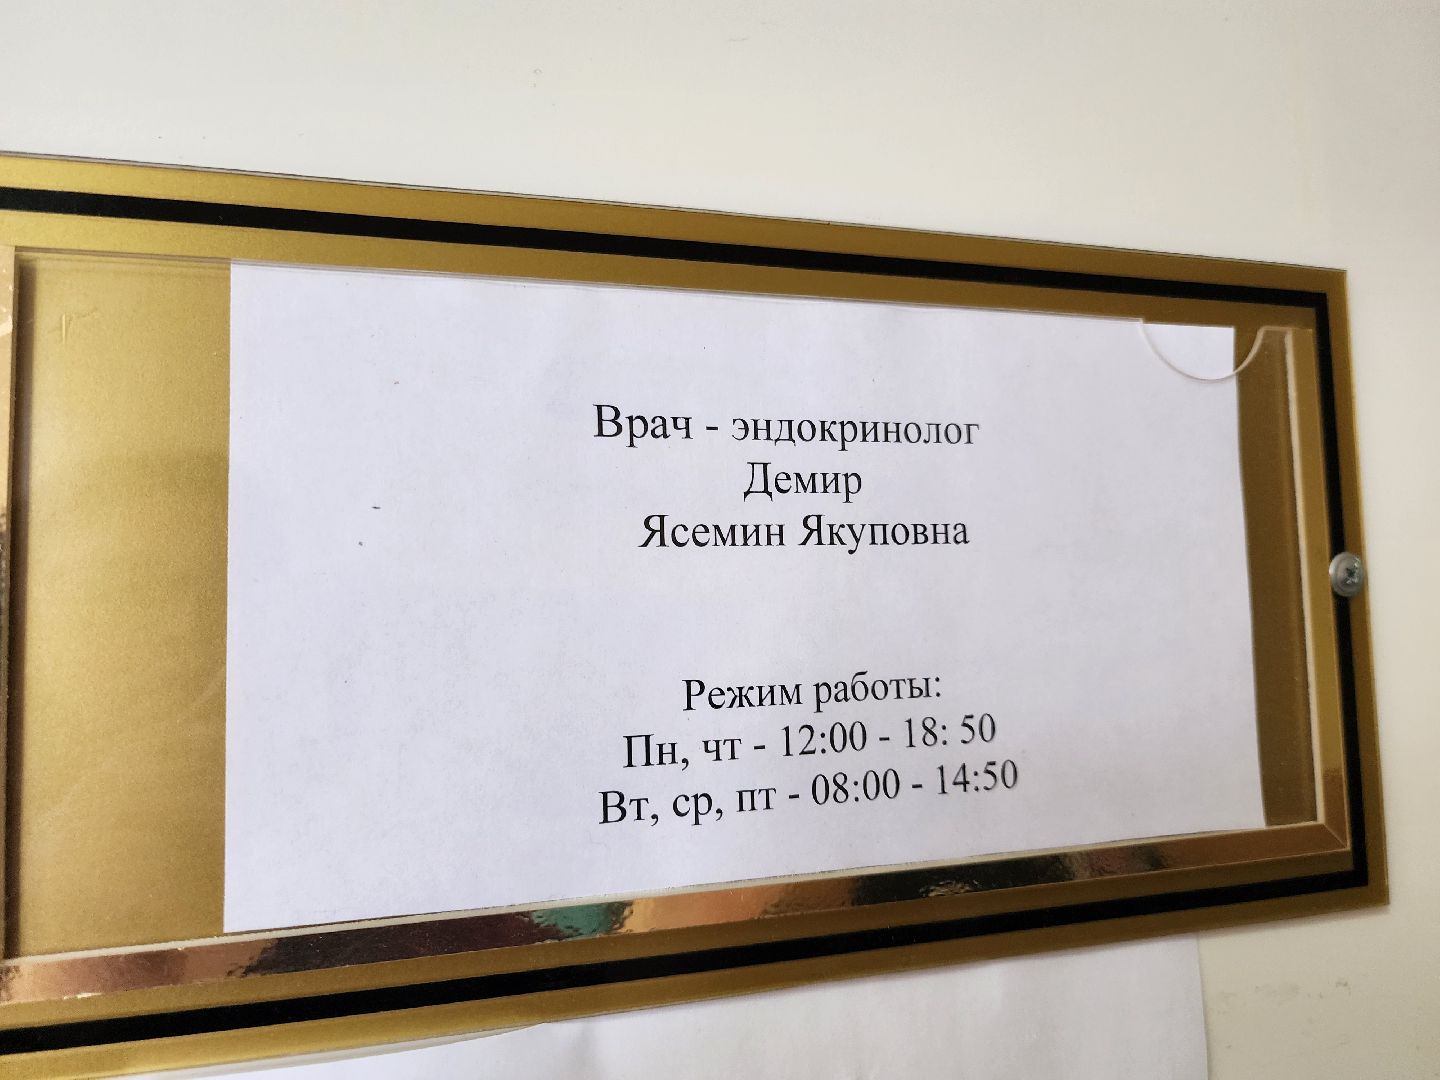 Врач - эндокринолог
Демир
Ясемин Якуповна
Режим работы:
Пн, чт - 12:00 - 18: 50
Вт, ср, пт - 08:00 - 14:50